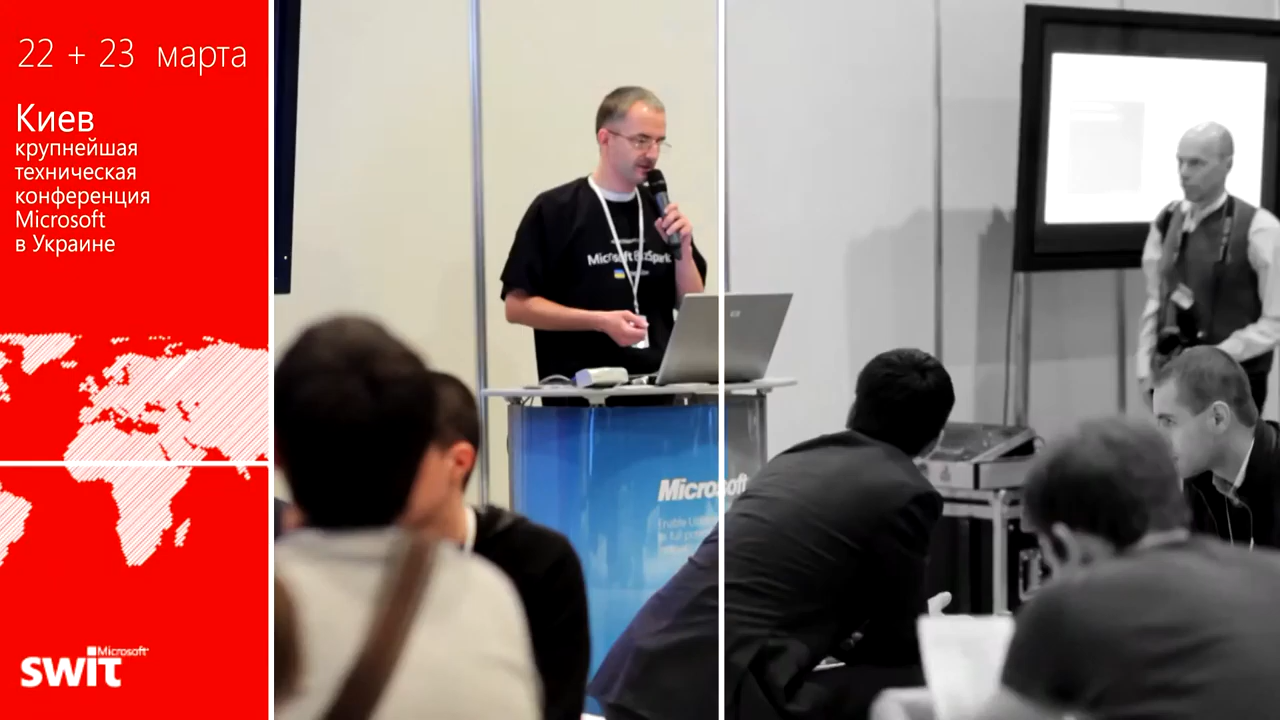 22 + 23 марта
Киев
крупнейшая
техническая
конференция
Microsoft
в Украине
Microsoft
swit
Microsoft BizSpark
Microsoft